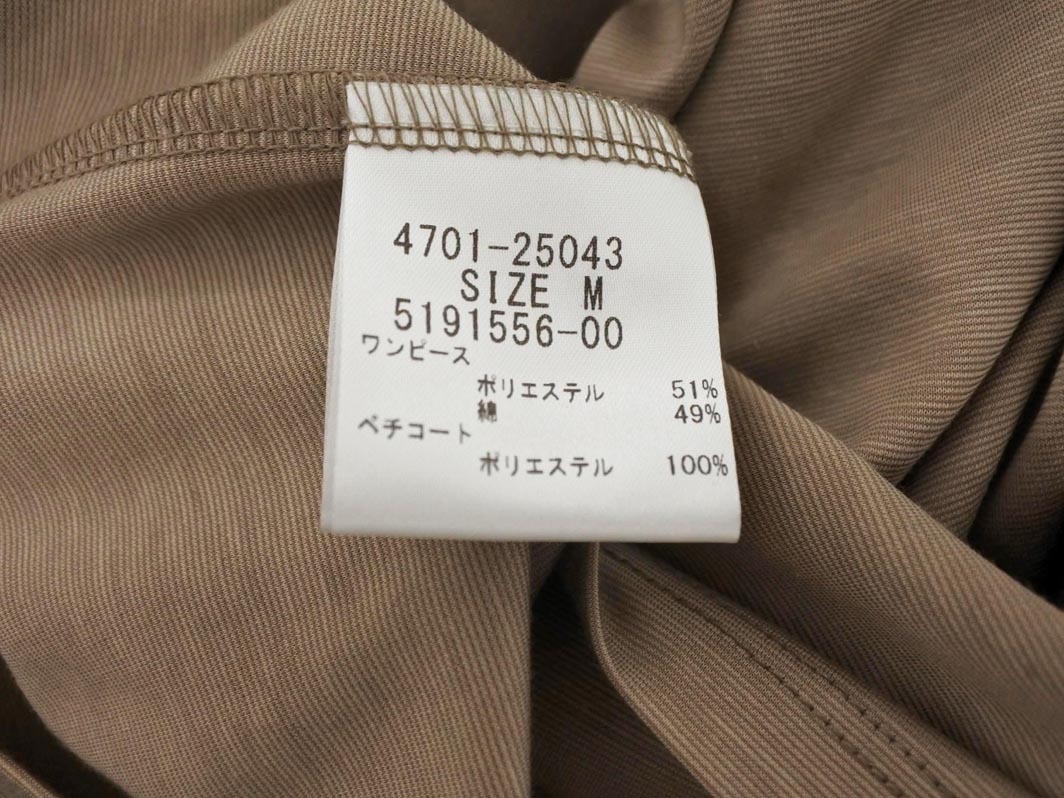 4701-25043
SIZE M
5191556-00
ワンピース
ポリエステル 51%
綿 49%
ペチコート
ポリエステル 100%